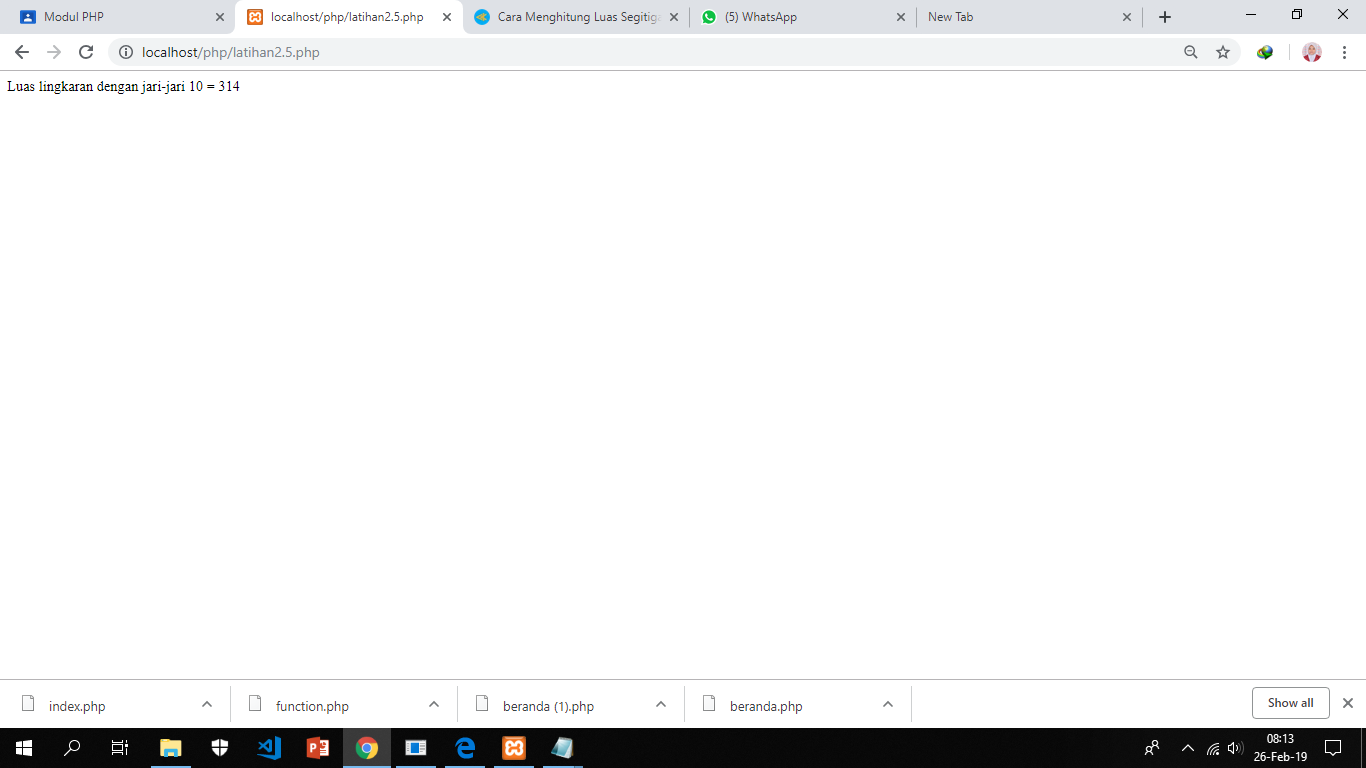 Modul PHP
localhost/php/latihan2.5.php
Cara Menghitung Luas Segitiga
(5) WhatsApp
New Tab
localhost/php/latihan2.5.php
Luas lingkaran dengan jari-jari 10 = 314
index.php
function.php
beranda (1).php
beranda.php
Show all
08:13
26-Feb-19